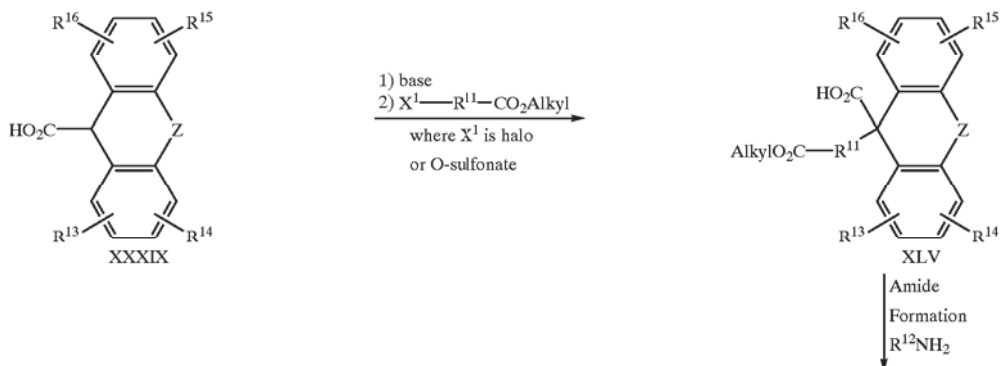 R¹⁶ R¹⁵
HO₂C Z
R¹³ R¹⁴
XXXIX
1) base
2) X¹—R¹¹—CO₂Alkyl
where X¹ is halo
or O-sulfonate
R¹⁶ R¹⁵
HO₂C
Z
AlkylO₂C—R¹¹
R¹³ R¹⁴
XLV
Amide
Formation
R¹²NH₂